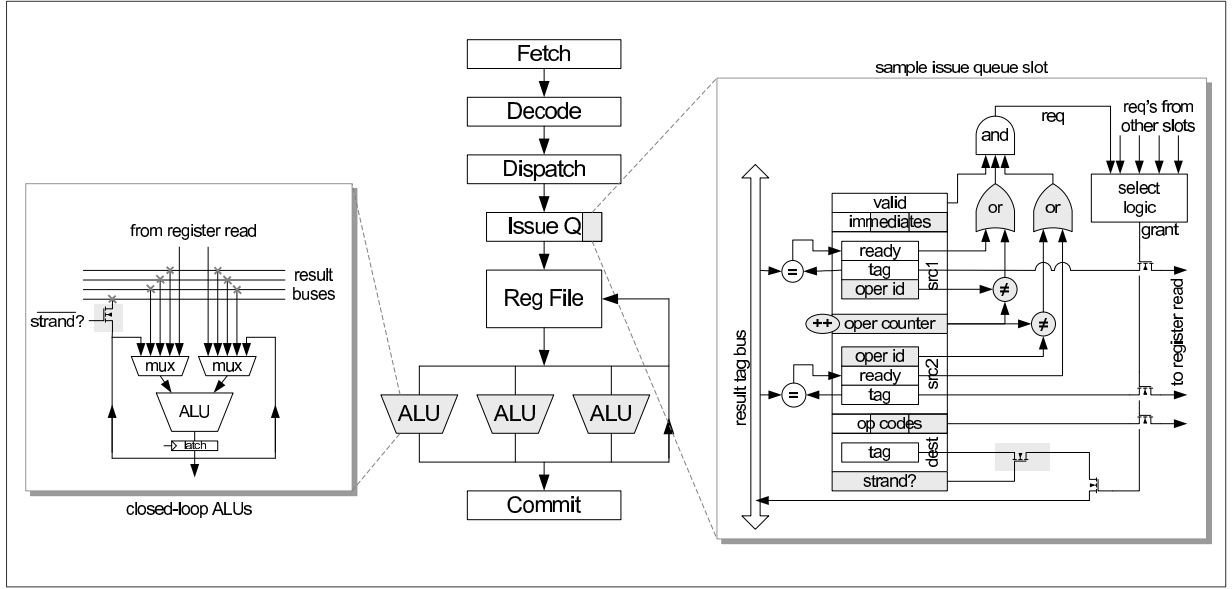 Fetch
Decode
Dispatch
Issue Q
Reg File
ALU
ALU
ALU
Commit
from register read
result
buses
strand?
mux
mux
ALU
latch
closed-loop ALUs
sample issue queue slot
req
req's from
other slots
and
or
or
select
logic
grant
valid
immediates
ready
tag
oper id
src1
=
≠
++
oper counter
≠
oper id
ready
tag
src2
=
op codes
tag
dest
strand?
result tag bus
to register read